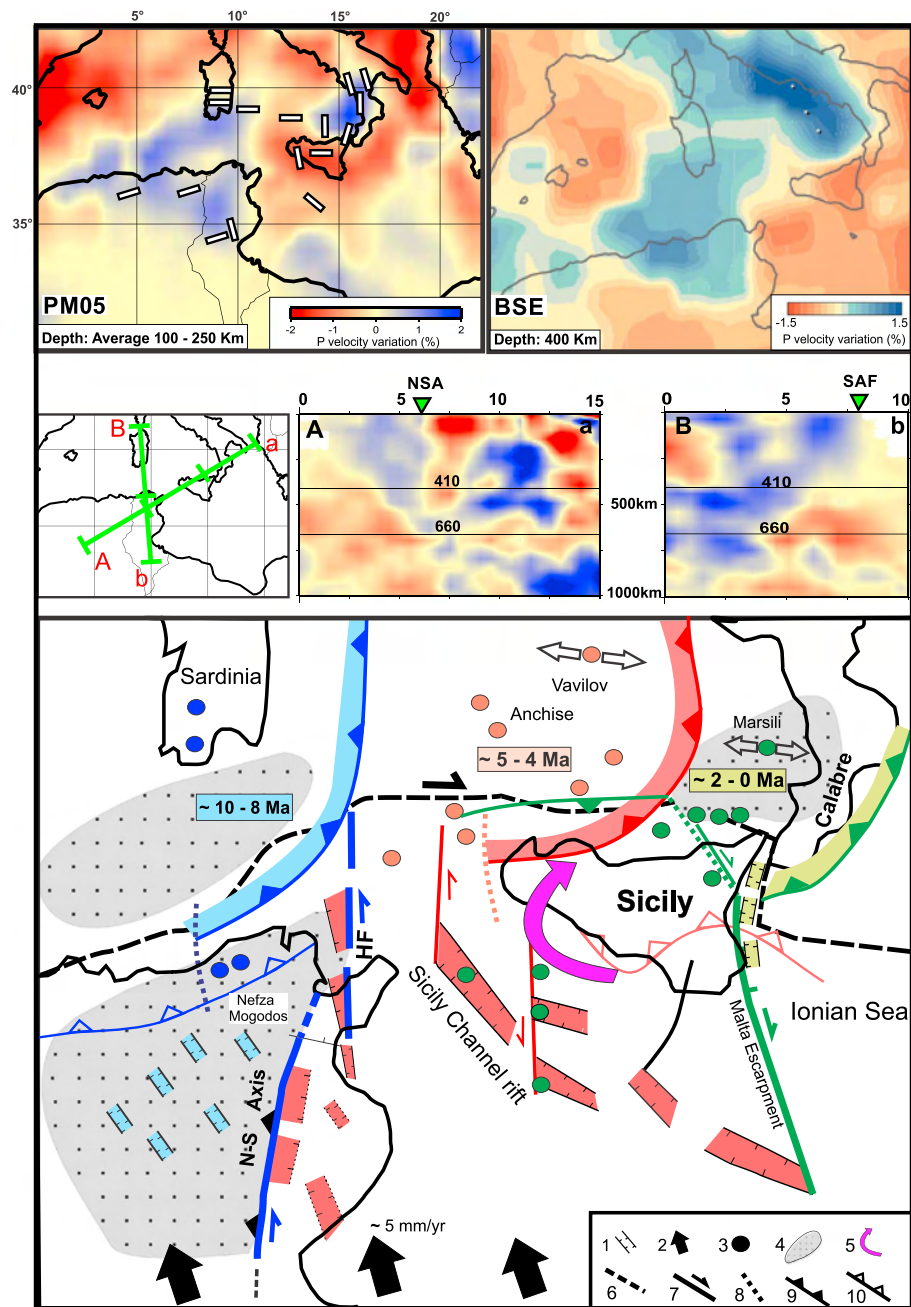 5° 10° 15° 20°
40°
35°
PM05
Depth: Average 100 - 250 Km
-2 -1 0 1 2
P velocity variation (%)
BSE
Depth: 400 Km
-1.5 1.5
P velocity variation (%)
B
a
A
b
NSA
0 5 10 15
A a
410
660
500km
1000km
SAF
0 5 10
B b
410
660
Sardinia
Vavilov
Anchise
Marsili
~ 5 - 4 Ma
~ 2 - 0 Ma
~ 10 - 8 Ma
Calabre
Sicily
HF
Nefza
Mogodos
Sicily Channel rift
Ionian Sea
Malta Escarpment
N-S Axis
~ 5 mm/yr
1 2 3 4 5
6 7 8 9 10